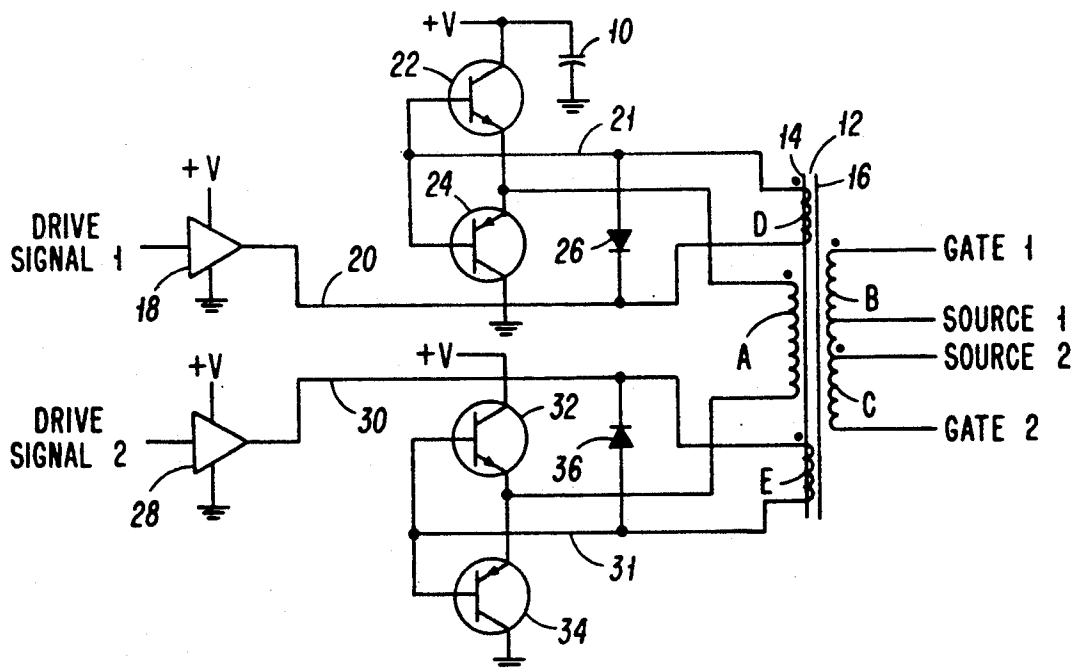 +V
10
22
21
14
12
16
+V
24
D
DRIVE
SIGNAL 1
26
GATE 1
20
B
18
A
SOURCE 1
+V
SOURCE 2
+V
30
32
C
DRIVE
SIGNAL 2
36
GATE 2
E
28
31
34